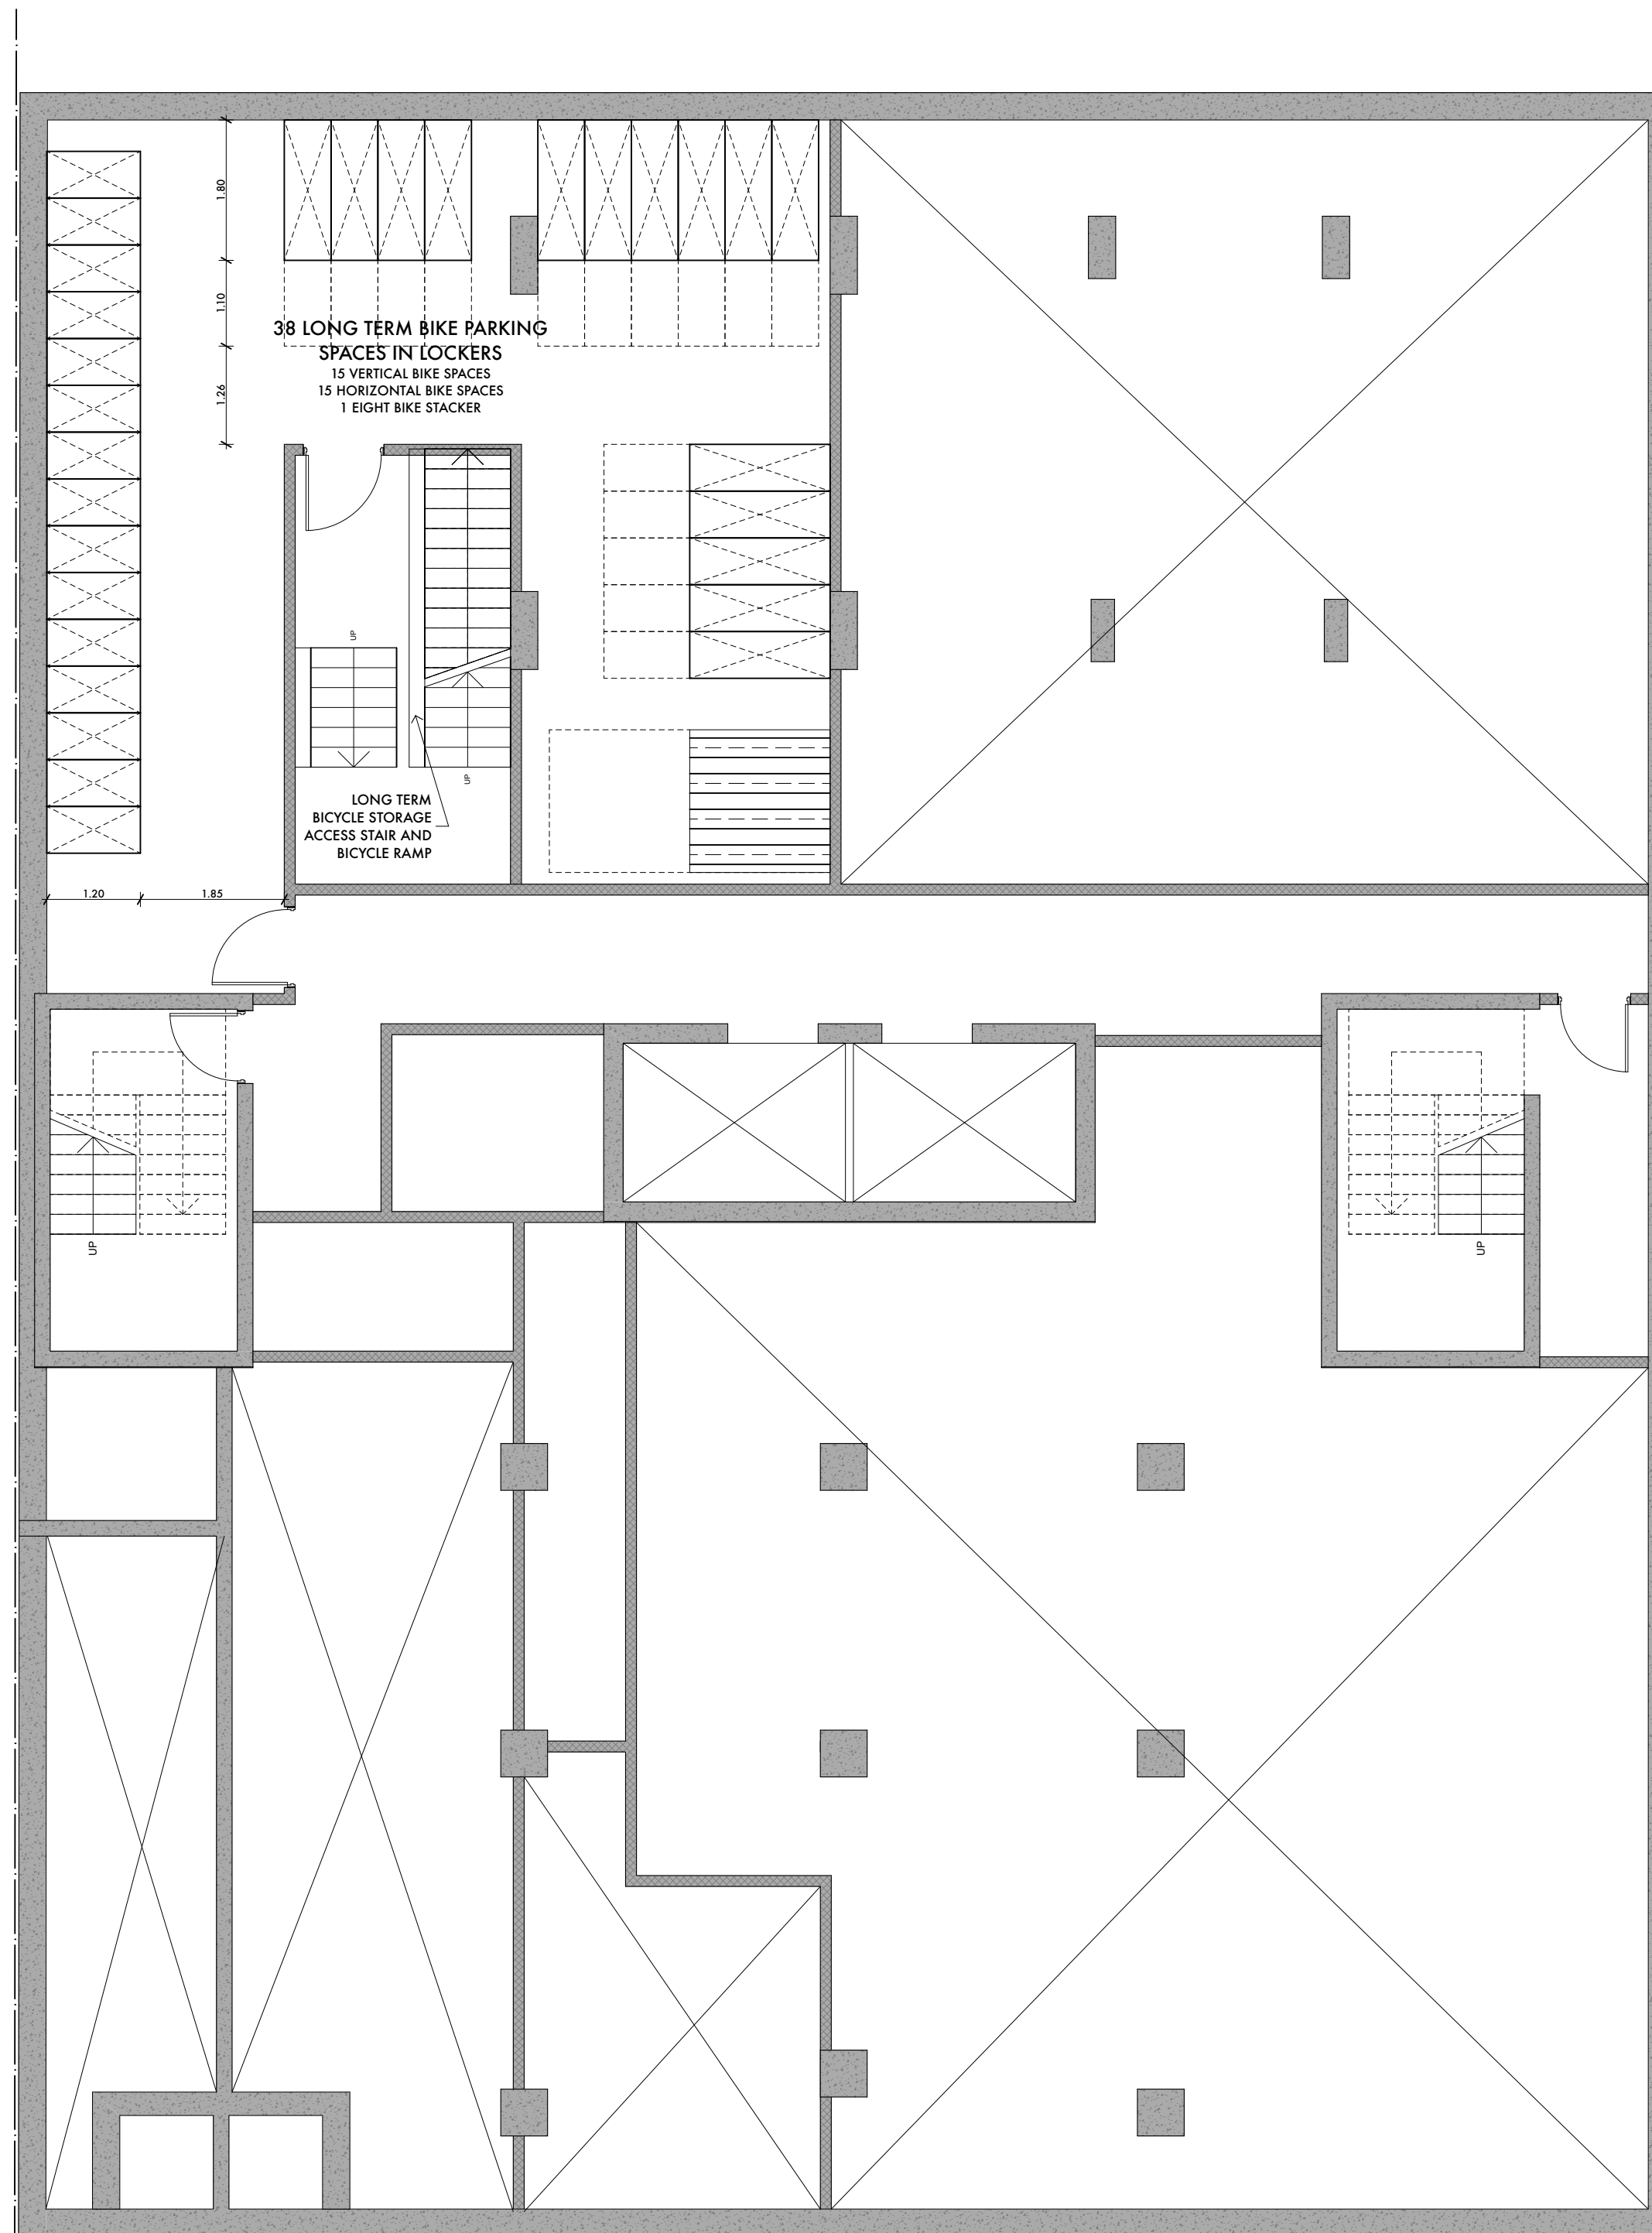 1.80
1.10
38 LONG TERM BIKE PARKING
SPACES IN LOCKERS
15 VERTICAL BIKE SPACES
15 HORIZONTAL BIKE SPACES
1 EIGHT BIKE STACKER
1.26
UP
UP
LONG TERM
BICYCLE STORAGE
ACCESS STAIR AND
BICYCLE RAMP
1.20
1.85
UP
UP